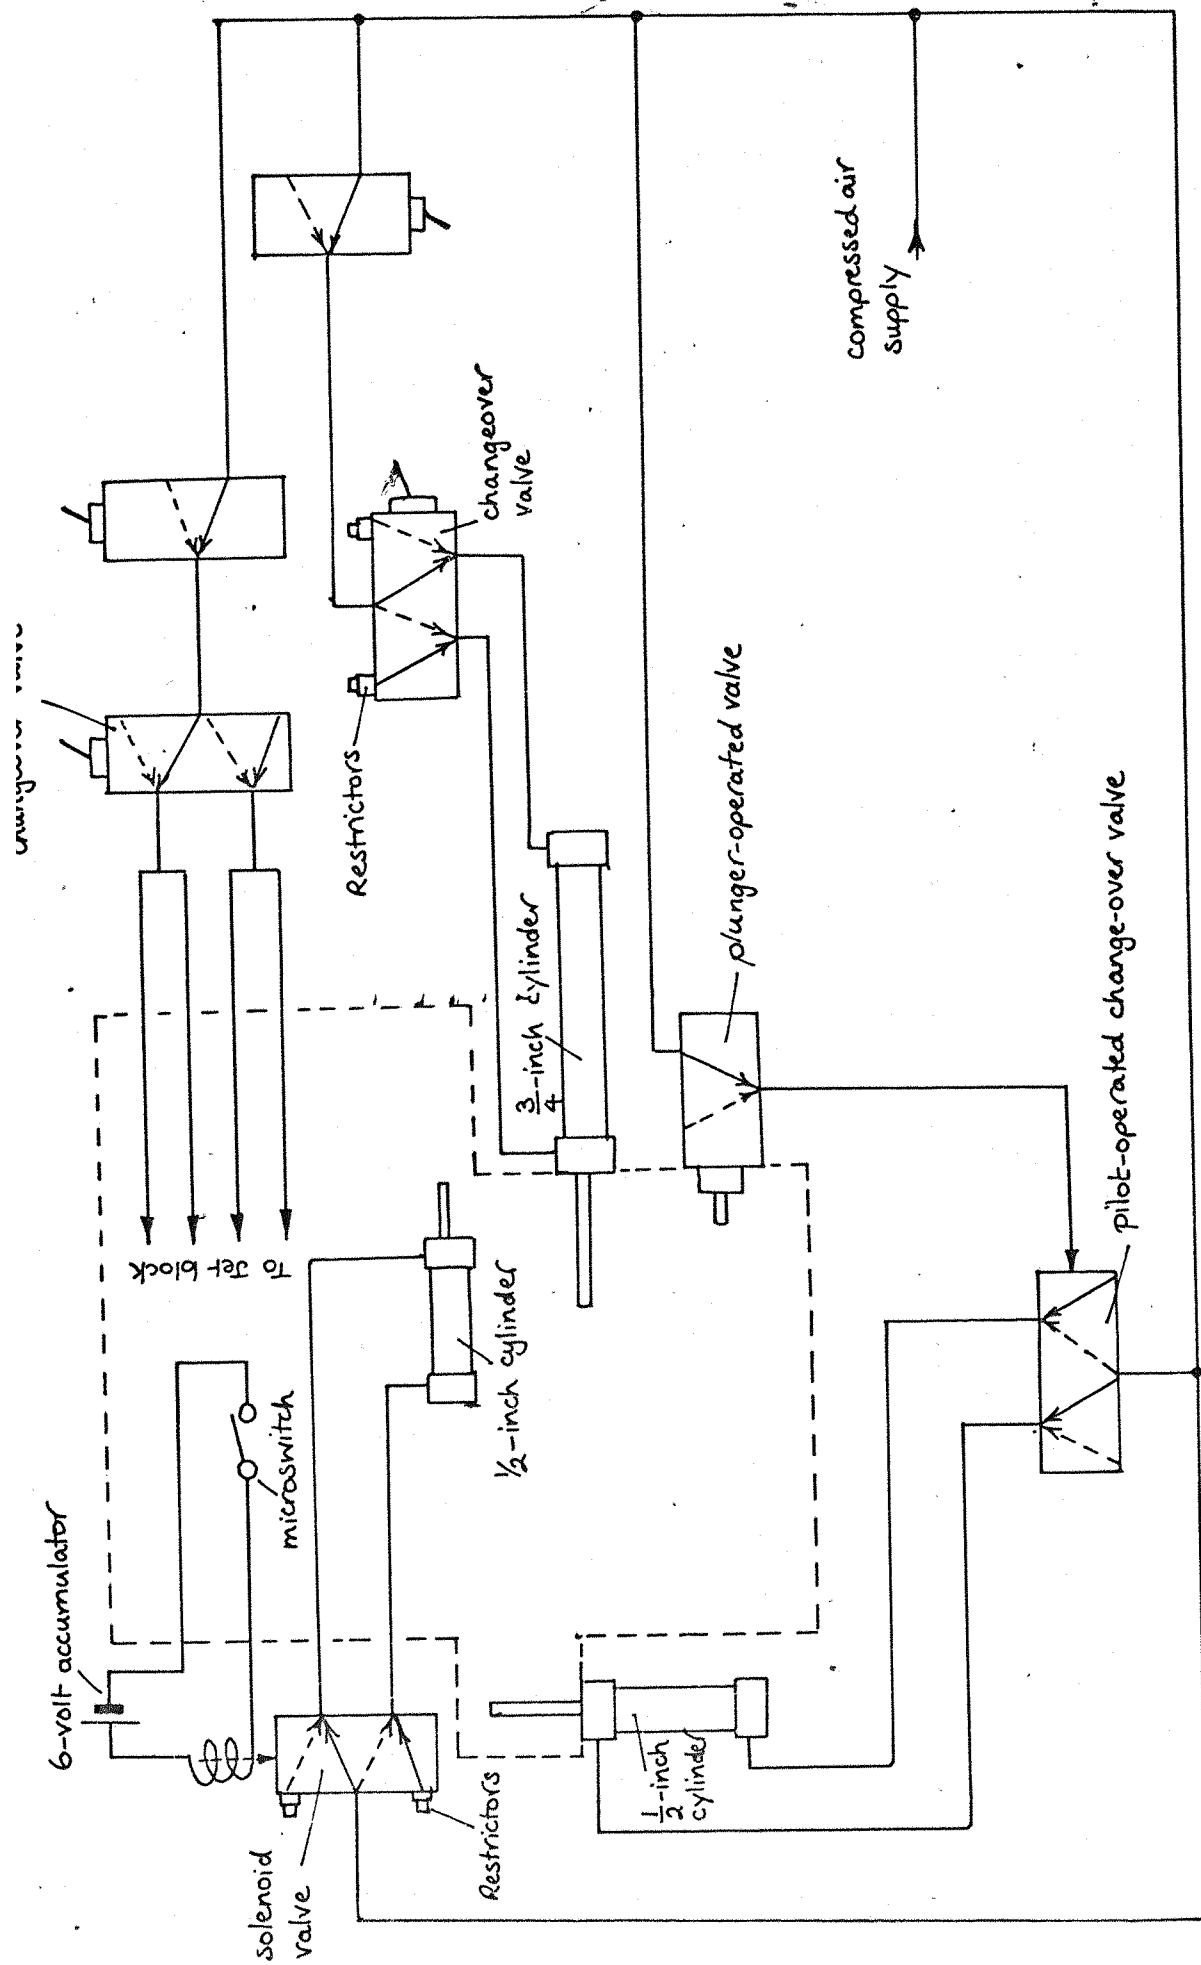 6-volt accumulator
solenoid
valve
Restrictors
microswitch
To Jet block
1/2-inch cylinder
1/2-inch
cylinder
Restrictors
changeover
valve
3/4-inch cylinder
plunger-operated valve
pilot-operated change-over valve
compressed air
supply